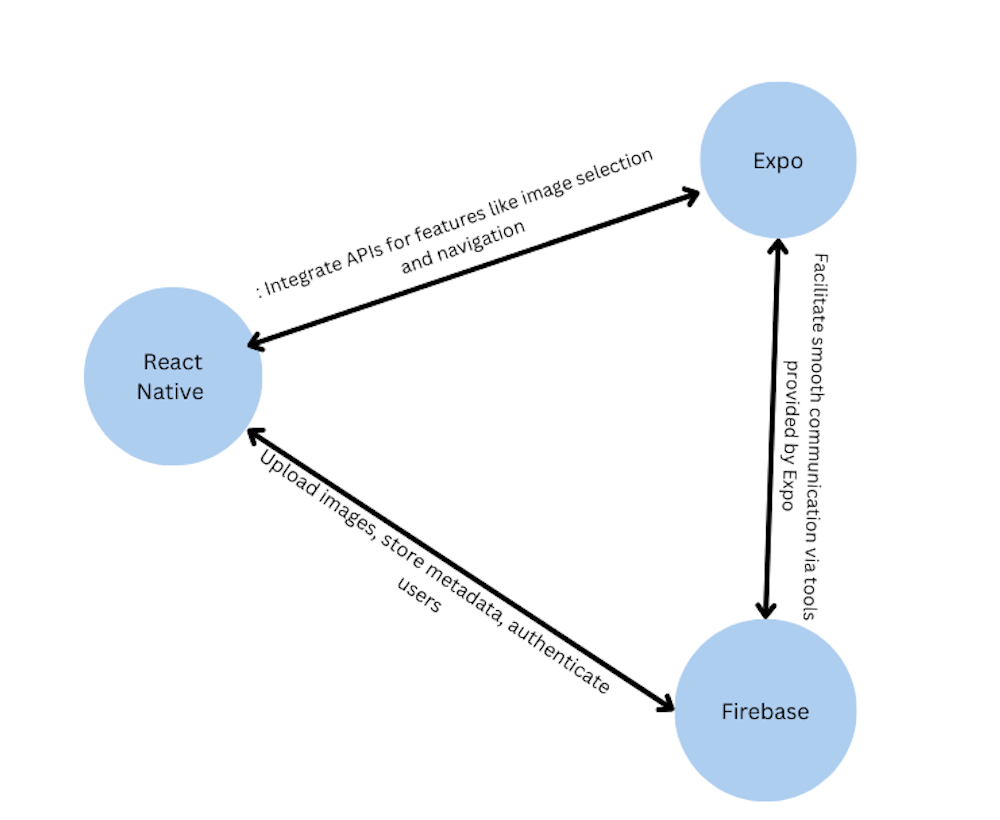 Expo
: Integrate APIs for features like image selection
and navigation
React
Native
Facilitate smooth communication via tools
provided by Expo
Upload images, store metadata, authenticate
users
Firebase